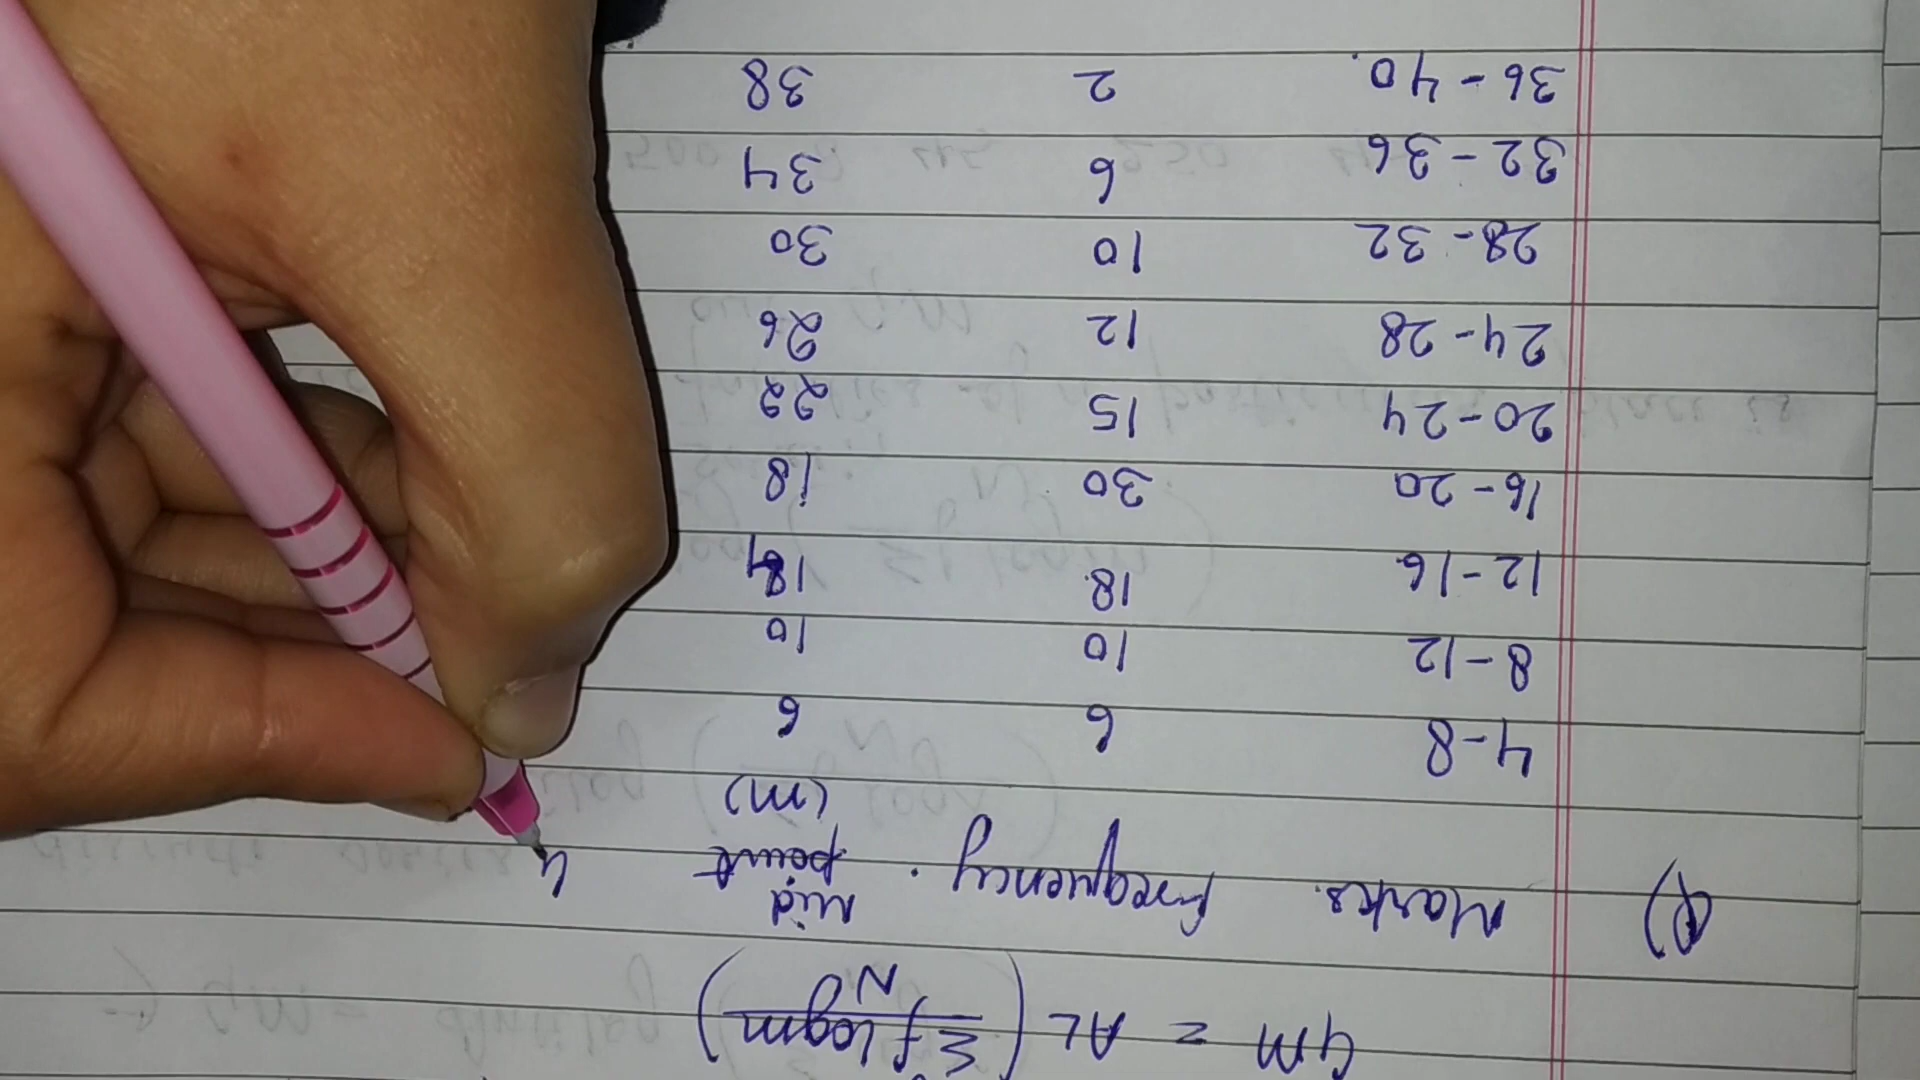 GM = AL ( Σf logm / N )
Q) Marks. Frequency. Mid point (m)
4-8 6 6
8-12 10 10
12-16 18 14
16-20 30 18
20-24 15 22
24-28 12 26
28-32 10 30
32-36 6 34
36-40. 2 38